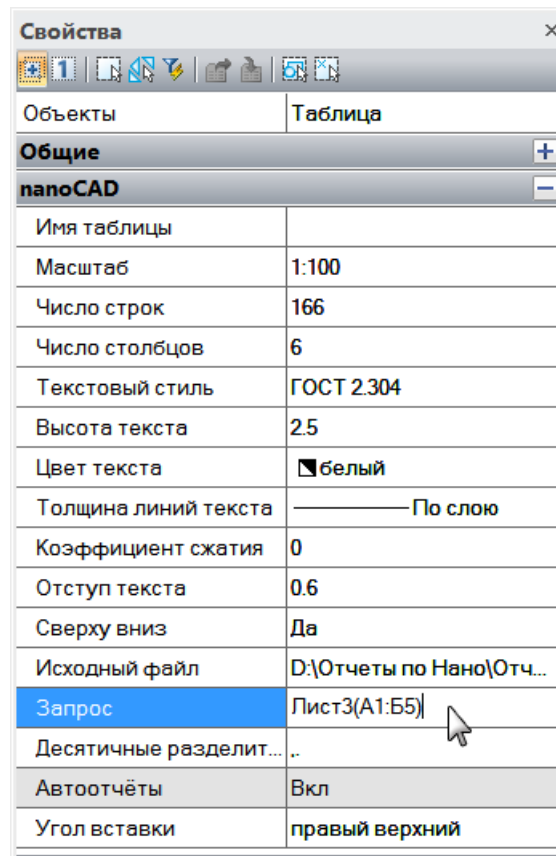 Свойства
Объекты Таблица
Общие
nanoCAD
Имя таблицы
Масштаб 1:100
Число строк 166
Число столбцов 6
Текстовый стиль ГОСТ 2.304
Высота текста 2.5
Цвет текста белый
Толщина линий текста По слою
Коэффициент сжатия 0
Отступ текста 0.6
Сверху вниз Да
Исходный файл D:\Отчеты по Нано\Отч...
Запрос Лист3(А1:Б5)
Десятичные разделит... ,.
Автоотчёты Вкл
Угол вставки правый верхний